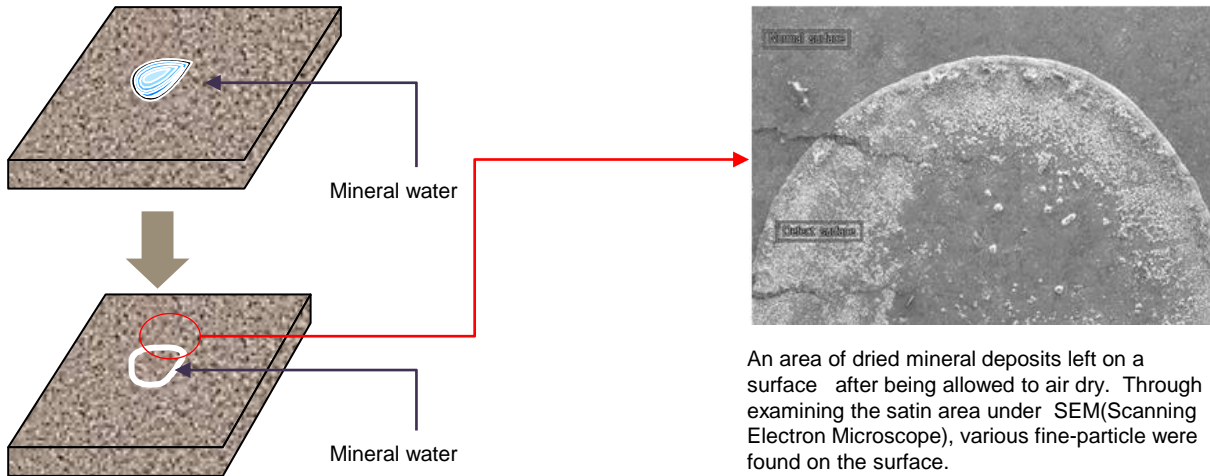 Mineral water
Mineral water
Normal surface
Defect surface
An area of dried mineral deposits left on a
surface after being allowed to air dry. Through
examining the satin area under SEM(Scanning
Electron Microscope), various fine-particle were
found on the surface.